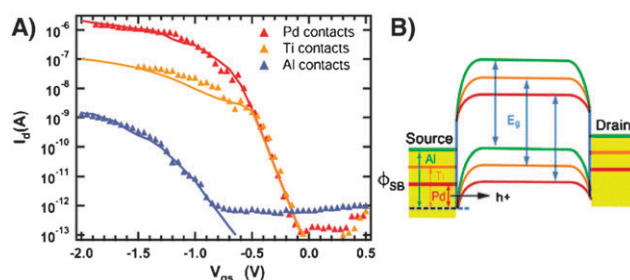 A)
B)
Pd contacts
Ti contacts
Al contacts
I_d(A)
10^-6
10^-7
10^-8
10^-9
10^-10
10^-11
10^-12
10^-13
-2.0 -1.5 -1.0 -0.5 0.0 0.5
V_gs (V)
E_g
Source
Drain
Al
Ti
Φ_SB
Pd
h+